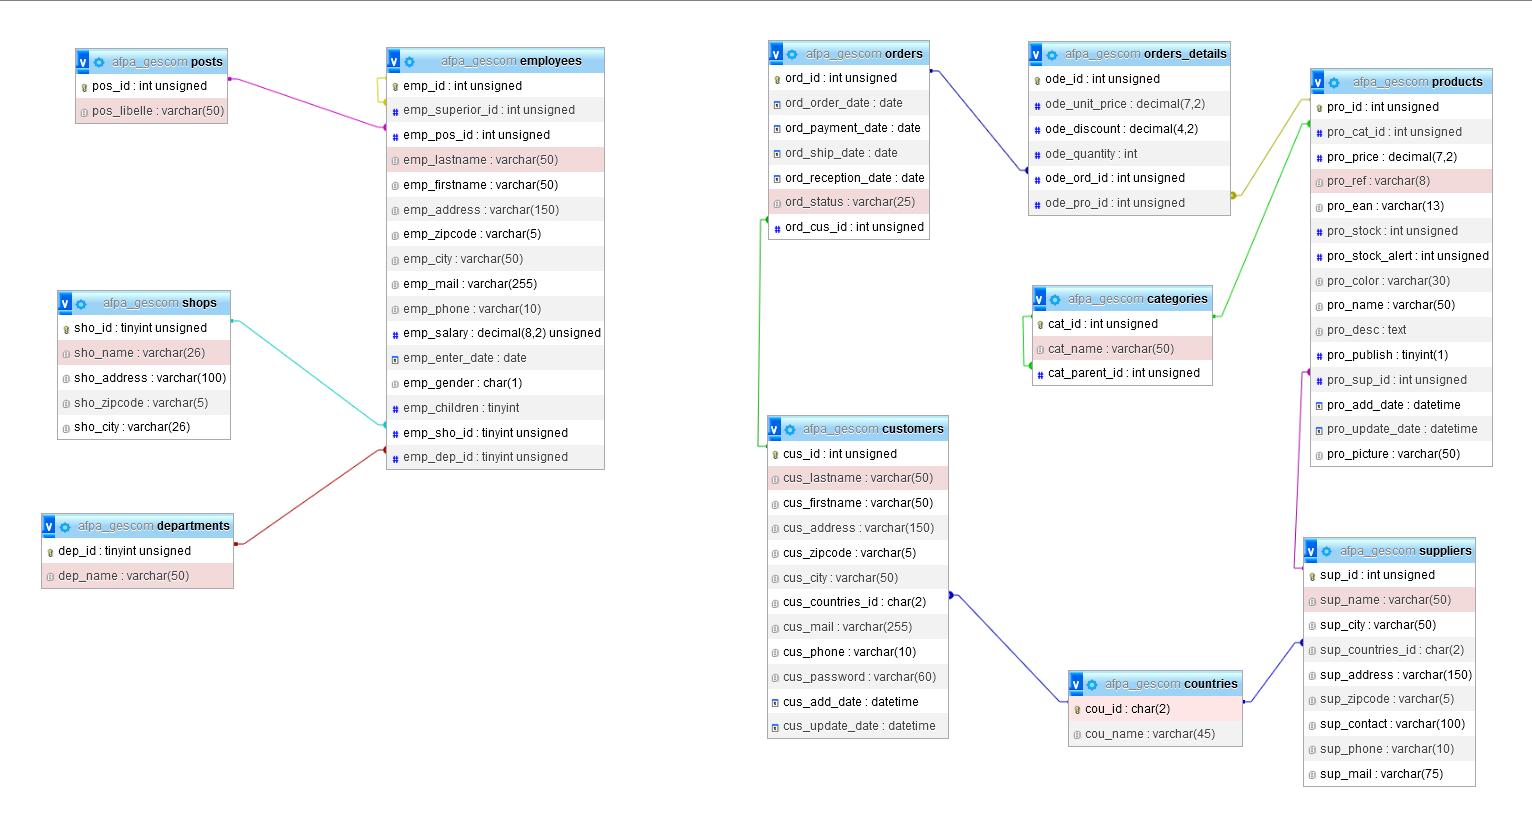 afpa_gescom posts
pos_id : int unsigned
pos_libelle : varchar(50)
afpa_gescom employees
emp_id : int unsigned
emp_superior_id : int unsigned
emp_pos_id : int unsigned
emp_lastname : varchar(50)
emp_firstname : varchar(50)
emp_address : varchar(150)
emp_zipcode : varchar(5)
emp_city : varchar(50)
emp_mail : varchar(255)
emp_phone : varchar(10)
emp_salary : decimal(8,2) unsigned
emp_enter_date : date
emp_gender : char(1)
emp_children : tinyint
emp_sho_id : tinyint unsigned
emp_dep_id : tinyint unsigned
afpa_gescom shops
sho_id : tinyint unsigned
sho_name : varchar(26)
sho_address : varchar(100)
sho_zipcode : varchar(5)
sho_city : varchar(26)
afpa_gescom departments
dep_id : tinyint unsigned
dep_name : varchar(50)
afpa_gescom orders
ord_id : int unsigned
ord_order_date : date
ord_payment_date : date
ord_ship_date : date
ord_reception_date : date
ord_status : varchar(25)
ord_cus_id : int unsigned
afpa_gescom orders_details
ode_id : int unsigned
ode_unit_price : decimal(7,2)
ode_discount : decimal(4,2)
ode_quantity : int
ode_ord_id : int unsigned
ode_pro_id : int unsigned
afpa_gescom products
pro_id : int unsigned
pro_cat_id : int unsigned
pro_price : decimal(7,2)
pro_ref : varchar(8)
pro_ean : varchar(13)
pro_stock : int unsigned
pro_stock_alert : int unsigned
pro_color : varchar(30)
pro_name : varchar(50)
pro_desc : text
pro_publish : tinyint(1)
pro_sup_id : int unsigned
pro_add_date : datetime
pro_update_date : datetime
pro_picture : varchar(50)
afpa_gescom categories
cat_id : int unsigned
cat_name : varchar(50)
cat_parent_id : int unsigned
afpa_gescom customers
cus_id : int unsigned
cus_lastname : varchar(50)
cus_firstname : varchar(50)
cus_address : varchar(150)
cus_zipcode : varchar(5)
cus_city : varchar(50)
cus_countries_id : char(2)
cus_mail : varchar(255)
cus_phone : varchar(10)
cus_password : varchar(60)
cus_add_date : datetime
cus_update_date : datetime
afpa_gescom countries
cou_id : char(2)
cou_name : varchar(45)
afpa_gescom suppliers
sup_id : int unsigned
sup_name : varchar(50)
sup_city : varchar(50)
sup_countries_id : char(2)
sup_address : varchar(150)
sup_zipcode : varchar(5)
sup_contact : varchar(100)
sup_phone : varchar(10)
sup_mail : varchar(75)